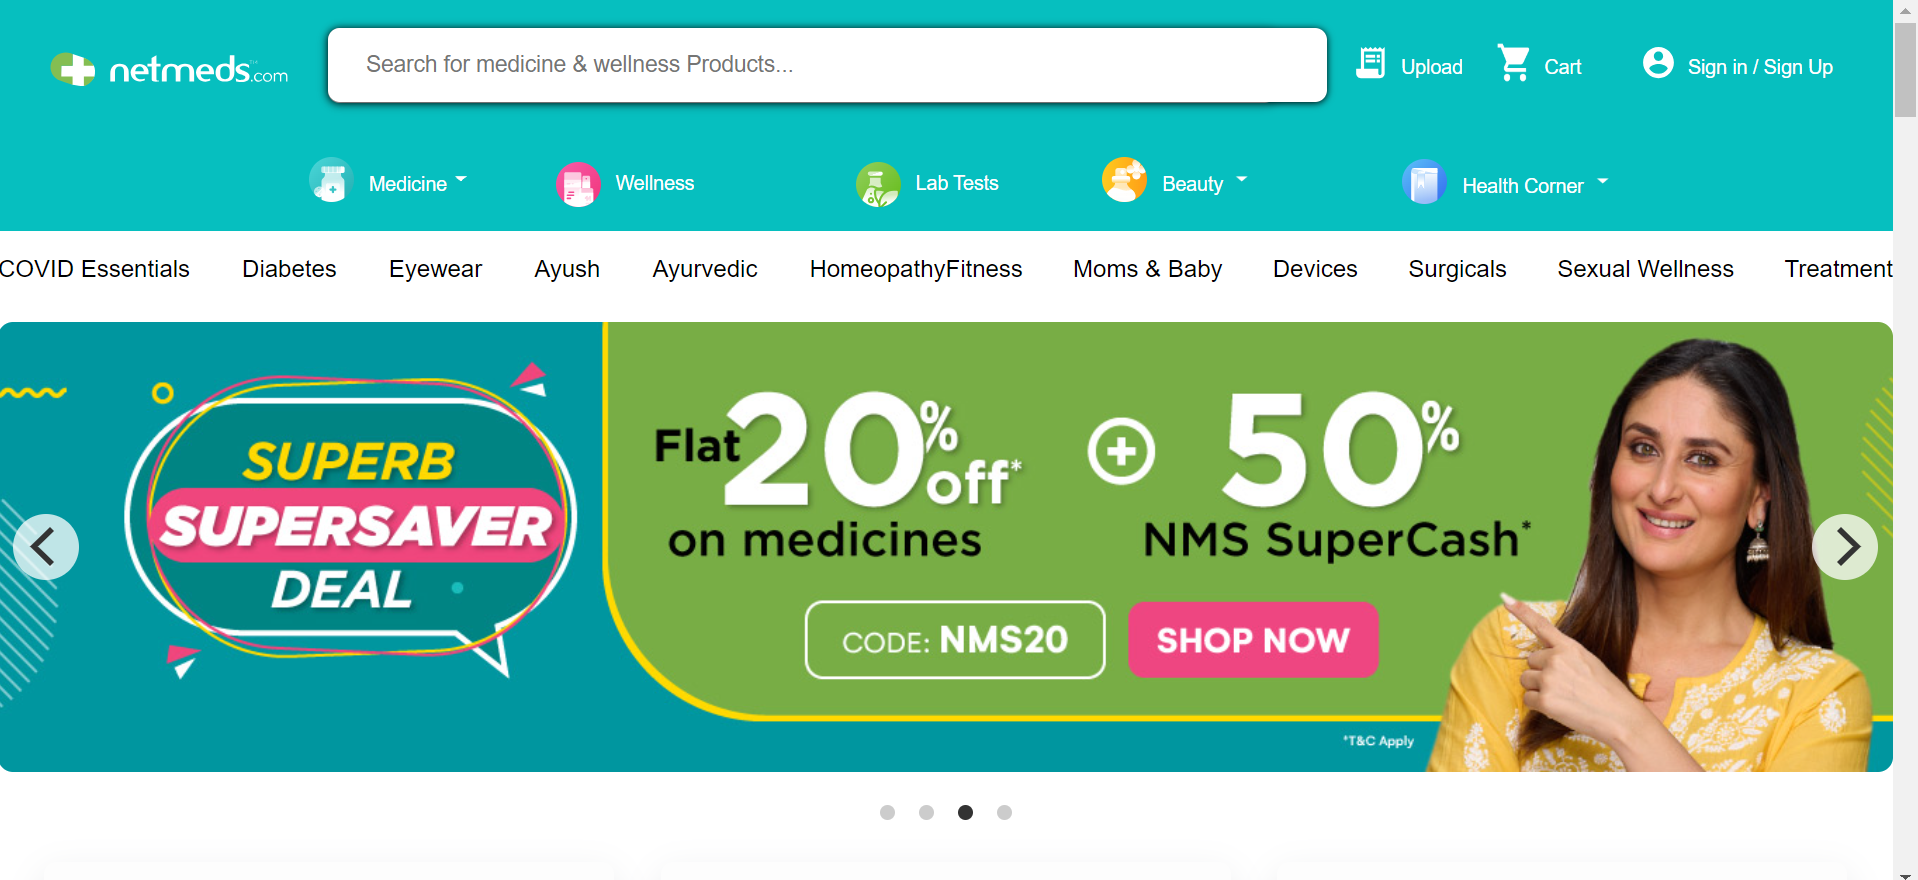 netmeds.com
Search for medicine & wellness Products...
Upload
Cart
Sign in / Sign Up
Medicine
Wellness
Lab Tests
Beauty
Health Corner
COVID Essentials Diabetes Eyewear Ayush Ayurvedic HomeopathyFitness Moms & Baby Devices Surgicals Sexual Wellness Treatment
SUPERB
SUPERSAVER
DEAL
Flat 20% off*
on medicines
50%
NMS SuperCash*
CODE: NMS20
SHOP NOW
*T&C Apply